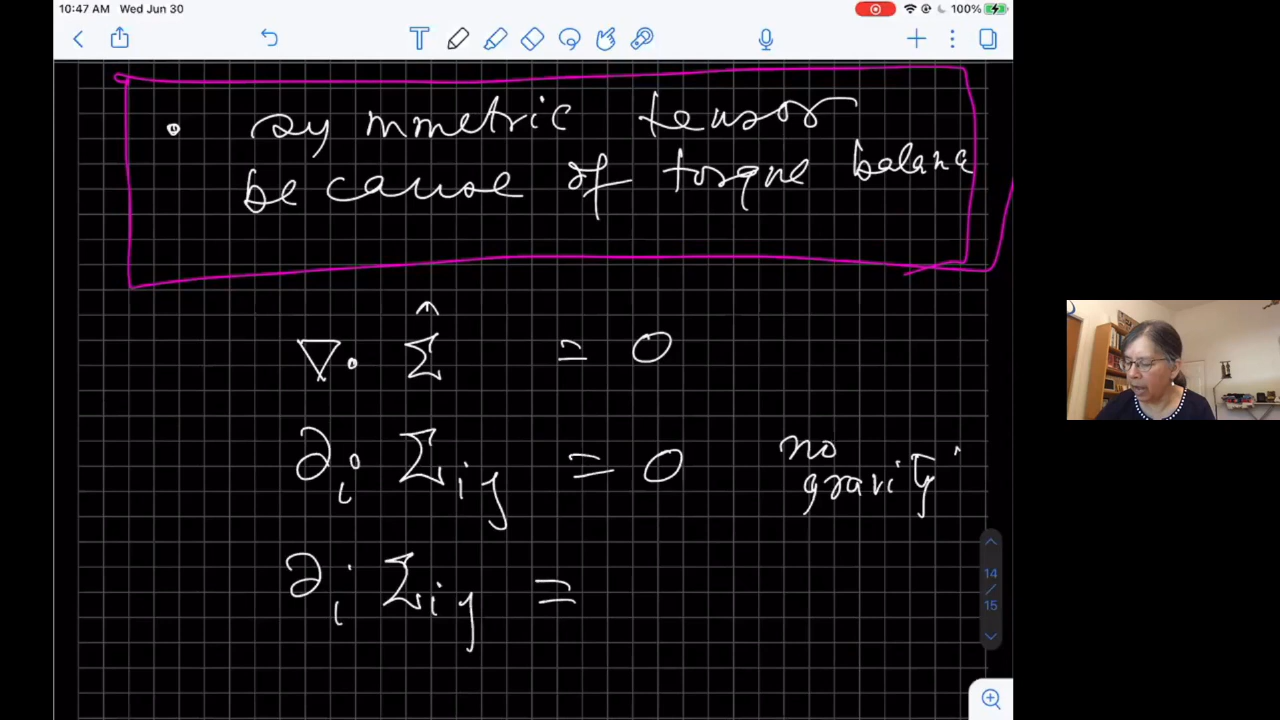 10:47 AM Wed Jun 30
100%
T
• symmetric tensor
because of torque balance
∇· Σ̂ = 0
∂i Σij = 0 no
gravity
∂i Σij =
14
/
15